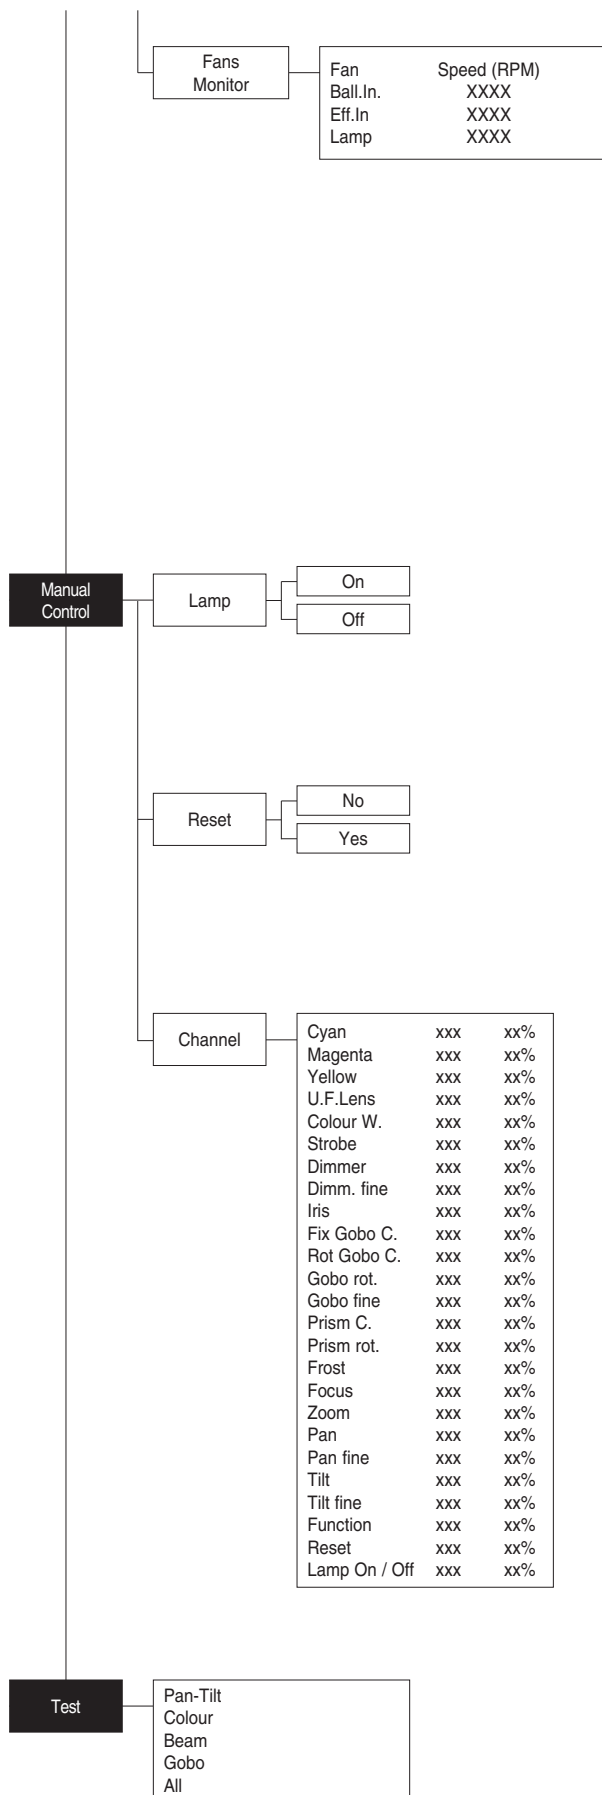 Fans
Monitor
Fan Speed (RPM)
Ball.In. XXXX
Eff.In XXXX
Lamp XXXX
Manual
Control
Lamp
On
Off
Reset
No
Yes
Channel
Cyan xxx xx%
Magenta xxx xx%
Yellow xxx xx%
U.F.Lens xxx xx%
Colour W. xxx xx%
Strobe xxx xx%
Dimmer xxx xx%
Dimm. fine xxx xx%
Iris xxx xx%
Fix Gobo C. xxx xx%
Rot Gobo C. xxx xx%
Gobo rot. xxx xx%
Gobo fine xxx xx%
Prism C. xxx xx%
Prism rot. xxx xx%
Frost xxx xx%
Focus xxx xx%
Zoom xxx xx%
Pan xxx xx%
Pan fine xxx xx%
Tilt xxx xx%
Tilt fine xxx xx%
Function xxx xx%
Reset xxx xx%
Lamp On / Off xxx xx%
Test
Pan-Tilt
Colour
Beam
Gobo
All